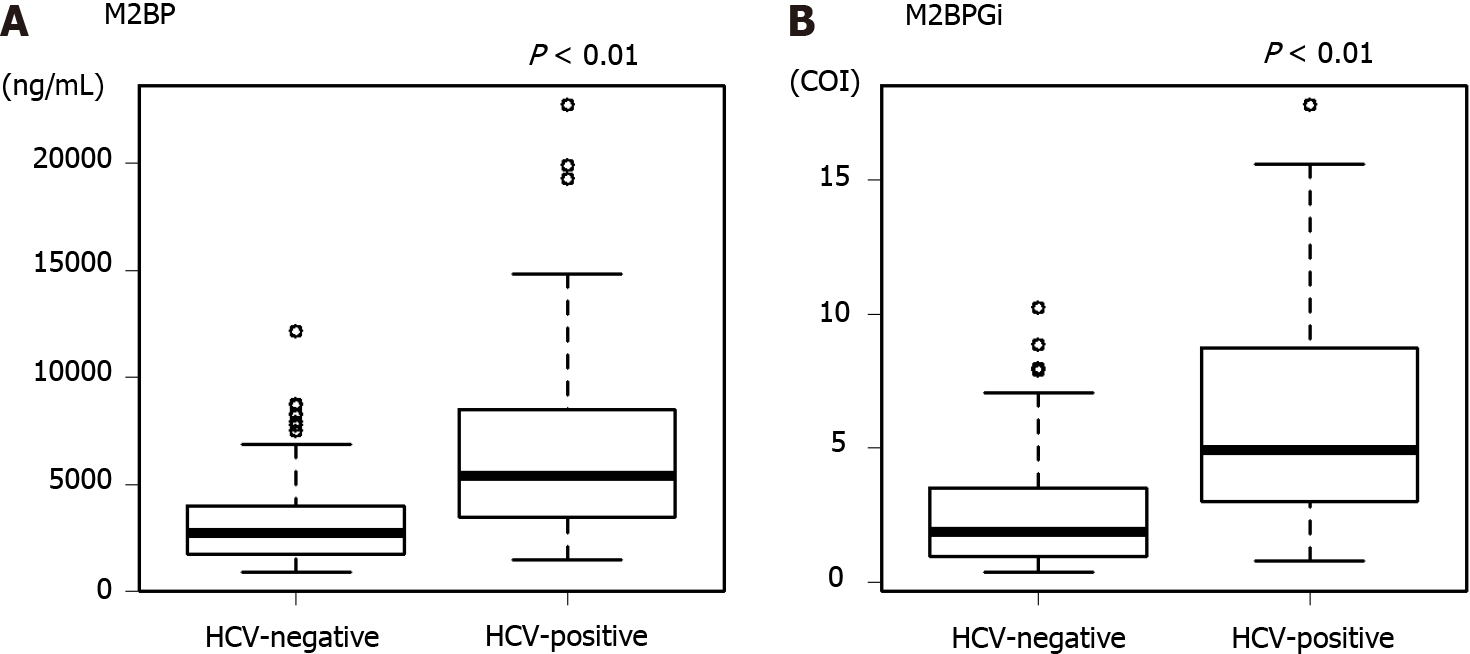 A
M2BP
P < 0.01
(ng/mL)
20000
15000
10000
5000
0
HCV-negative
HCV-positive
B
M2BPGi
P < 0.01
(COI)
15
10
5
0
HCV-negative
HCV-positive